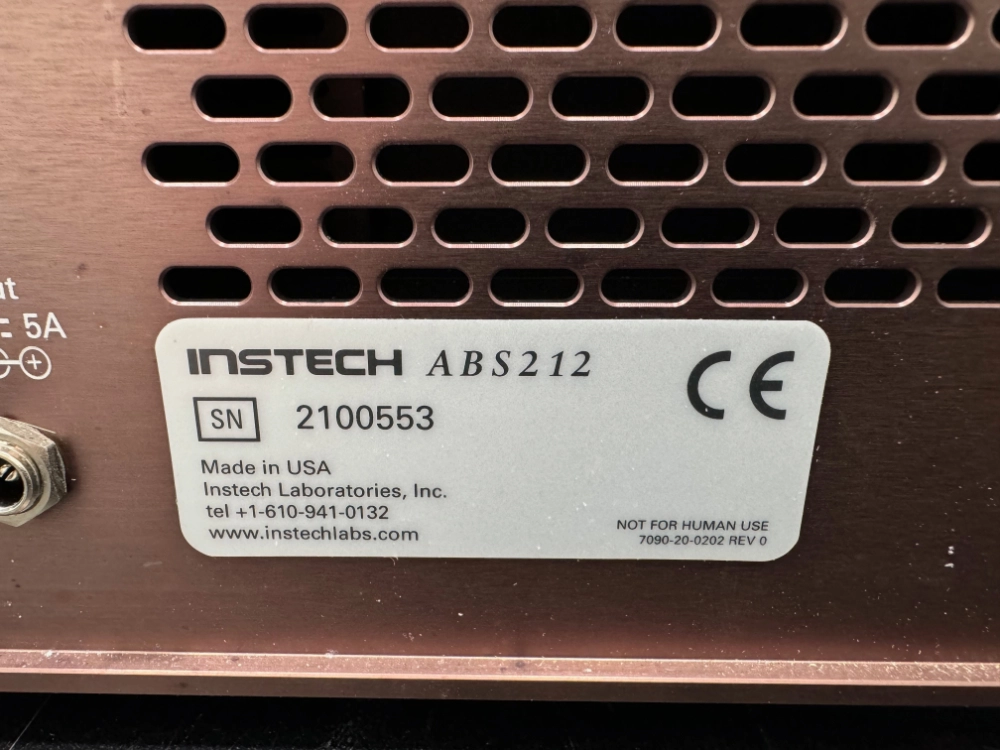 5A
INSTECH ABS212
SN 2100553
Made in USA
Instech Laboratories, Inc.
tel +1-610-941-0132
www.instechlabs.com
CE
NOT FOR HUMAN USE
7090-20-0202 REV 0